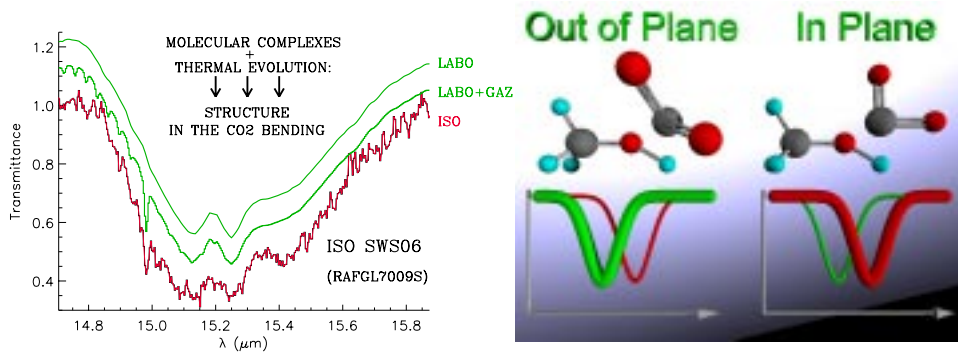 MOLECULAR COMPLEXES
+
THERMAL EVOLUTION:
STRUCTURE
IN THE CO2 BENDING
LABO
LABO+GAZ
ISO
ISO SWS06
(RAFGL7009S)
Transmittance
1.2
1.0
0.8
0.6
0.4
14.8
15.0
15.2
15.4
15.6
15.8
λ (μm)
Out of Plane
In Plane